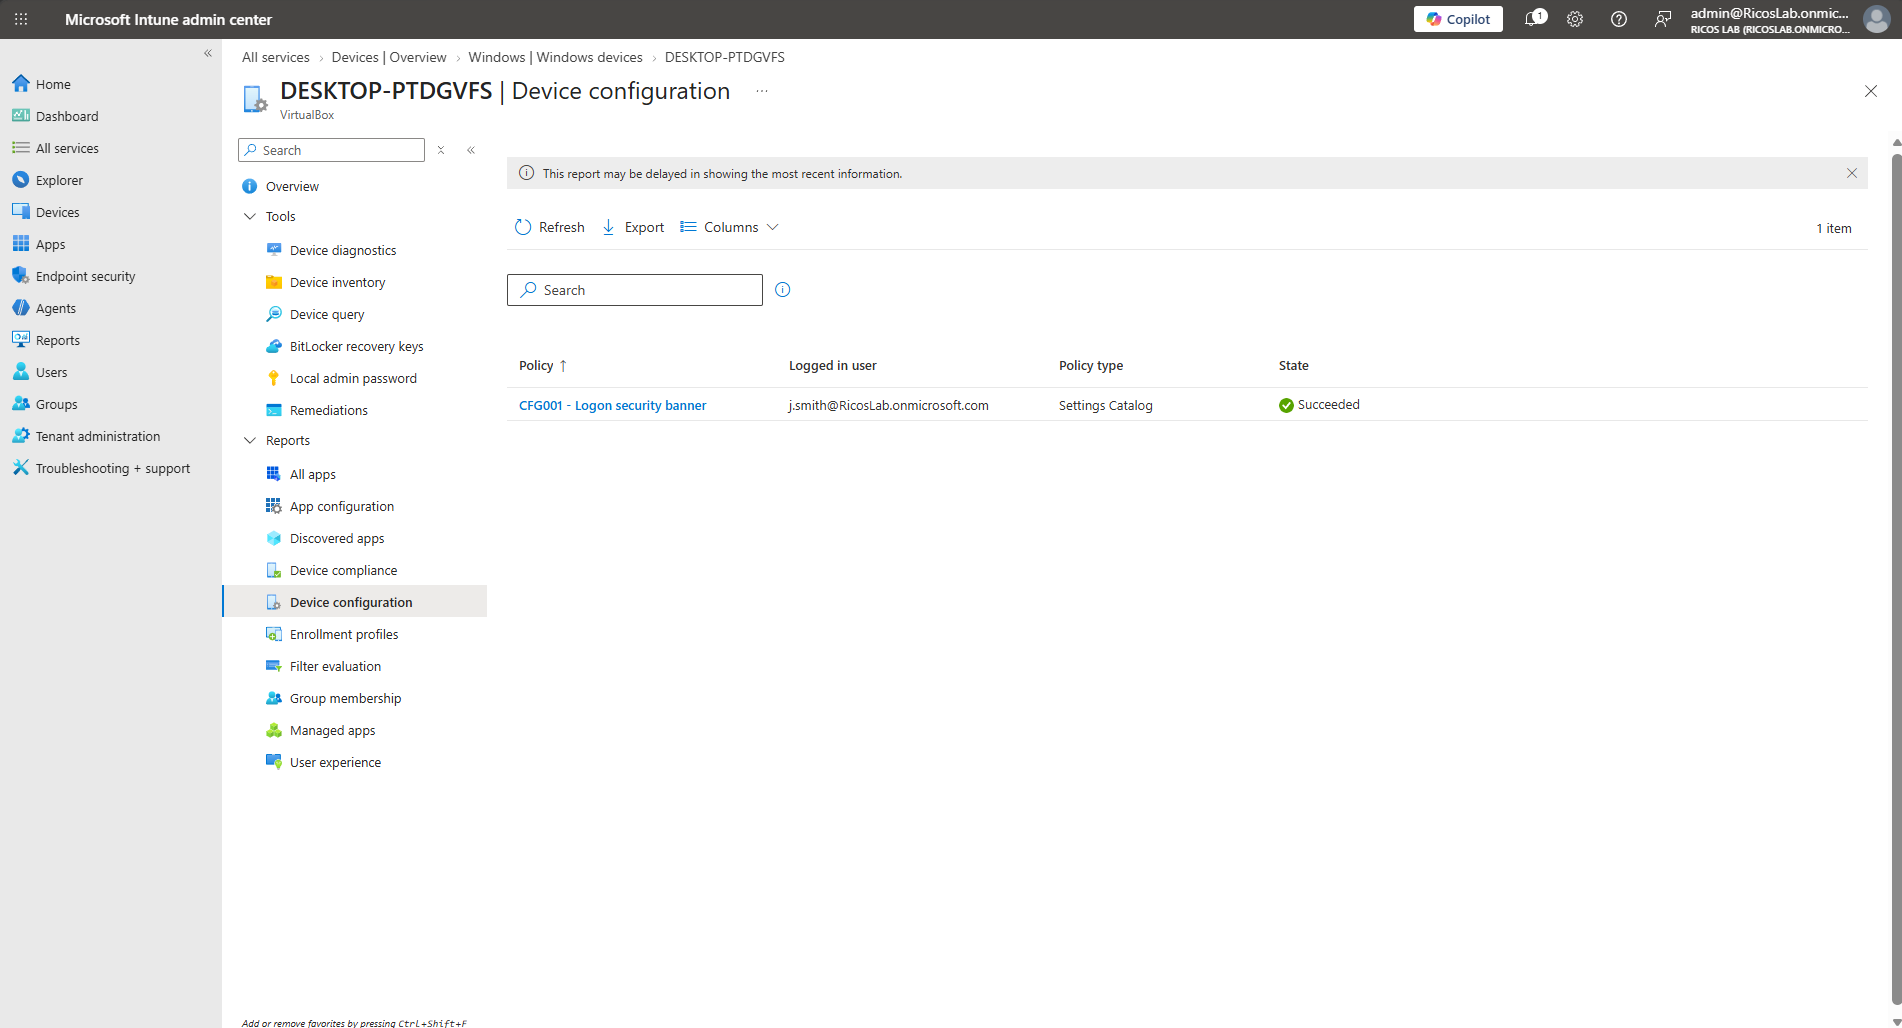 Microsoft Intune admin center
Copilot
1
admin@RicosLab.onmic...
RICOS LAB (RICOSLAB.ONMICRO...
Home
Dashboard
All services
Explorer
Devices
Apps
Endpoint security
Agents
Reports
Users
Groups
Tenant administration
Troubleshooting + support
All services › Devices | Overview › Windows | Windows devices › DESKTOP-PTDGVFS
DESKTOP-PTDGVFS | Device configuration ...
VirtualBox
Search
Overview
Tools
Device diagnostics
Device inventory
Device query
BitLocker recovery keys
Local admin password
Remediations
Reports
All apps
App configuration
Discovered apps
Device compliance
Device configuration
Enrollment profiles
Filter evaluation
Group membership
Managed apps
User experience
Add or remove favorites by pressing Ctrl+Shift+F
This report may be delayed in showing the most recent information.
Refresh Export Columns 1 item
Search
Policy ↑ Logged in user Policy type State
CFG001 - Logon security banner j.smith@RicosLab.onmicrosoft.com Settings Catalog Succeeded